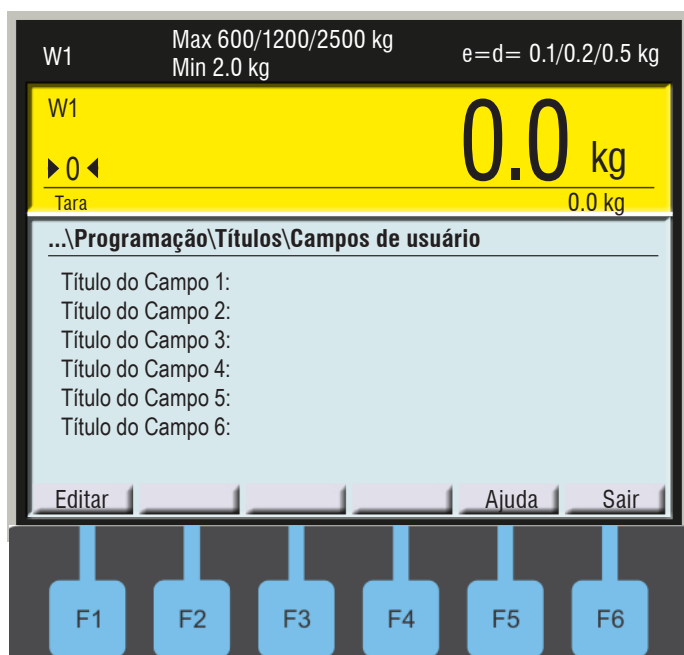 W1 Max 600/1200/2500 kg e=d= 0.1/0.2/0.5 kg
Min 2.0 kg
W1
0.0 kg
0
Tara 0.0 kg
...\Programação\Títulos\Campos de usuário
Título do Campo 1:
Título do Campo 2:
Título do Campo 3:
Título do Campo 4:
Título do Campo 5:
Título do Campo 6:
Editar Ajuda Sair
F1 F2 F3 F4 F5 F6